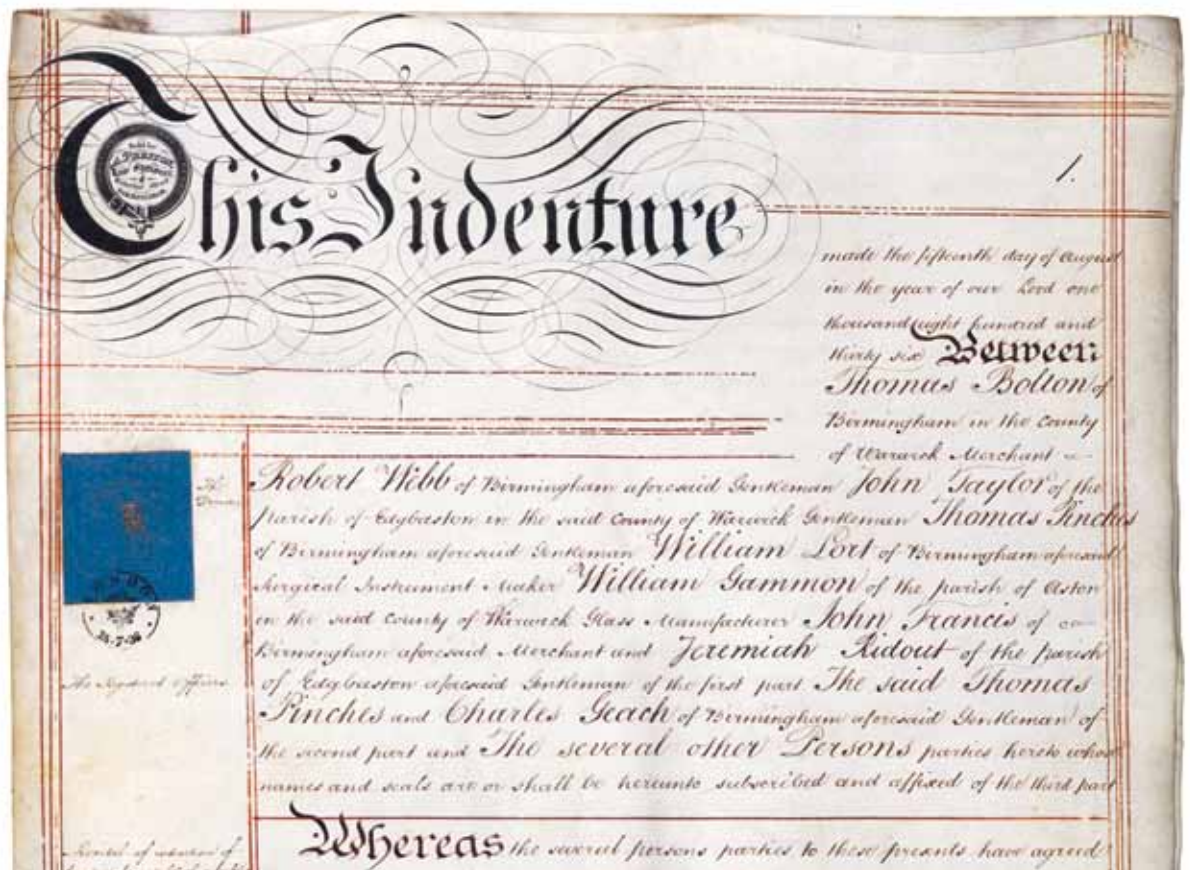 This Indenture
1.
made the fifteenth day of August
in the year of our Lord one
thousand eight hundred and
thirty six Between
Thomas Bolton of
Birmingham in the County
of Warwick Merchant
Robert Webb of Birmingham aforesaid Gentleman John Taylor of the
parish of Edgbaston in the said County of Warwick Gentleman Thomas Pinches
of Birmingham aforesaid Gentleman William Lort of Birmingham aforesaid
Surgical Instrument Maker William Gammon of the parish of Aston
in the said County of Warwick Glass Manufacturer John Francis of
Birmingham aforesaid Merchant and Jeremiah Ridout of the parish
of Edgbaston aforesaid Gentleman of the first part The said Thomas
Pinches and Charles Geach of Birmingham aforesaid Gentleman of
the second part and The several other Persons parties hereto whose
names and seals are or shall be hereunto subscribed and affixed of the third part
Whereas the several persons parties to these presents have agreed